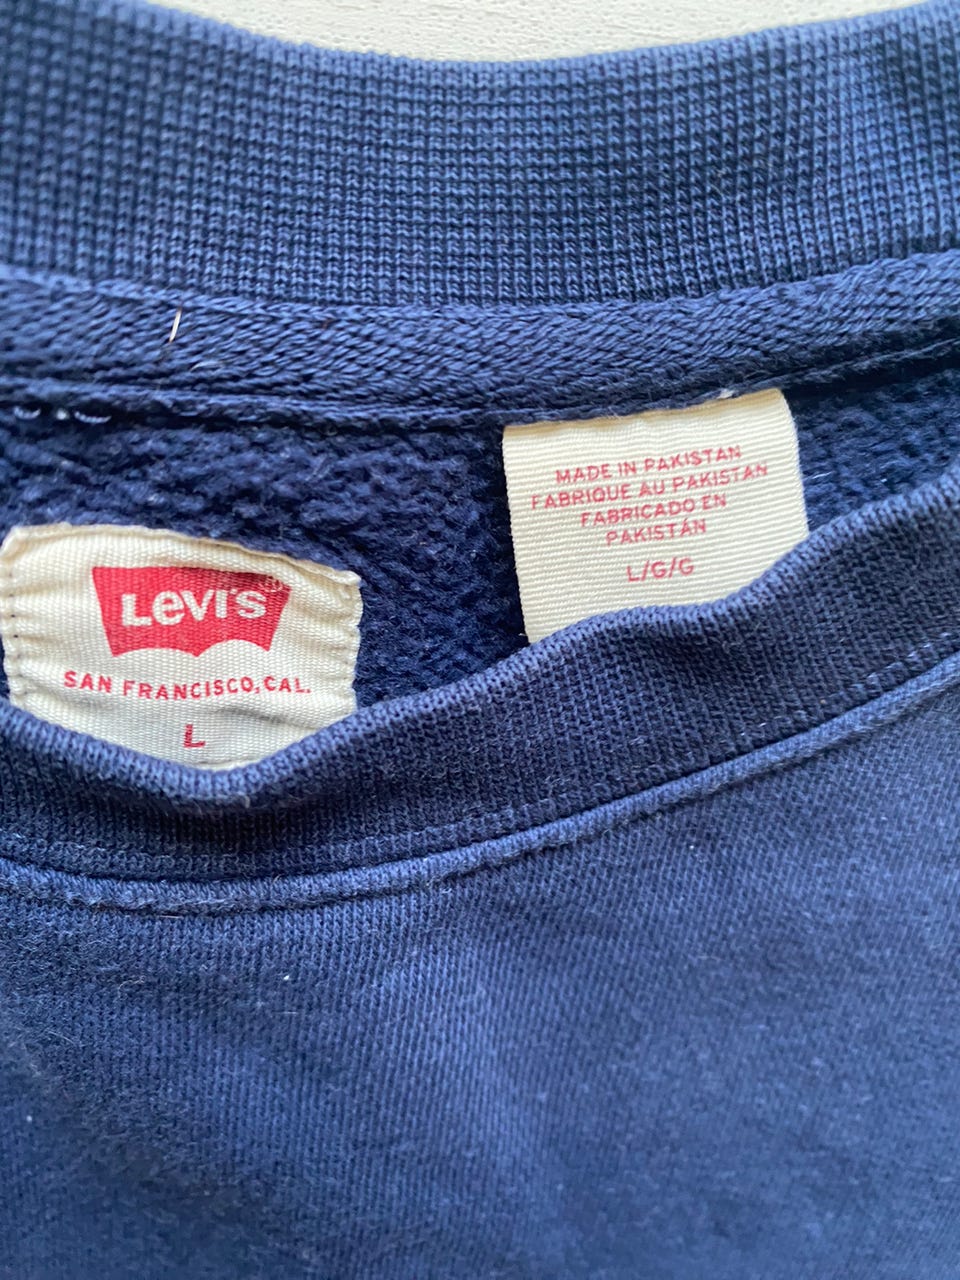 MADE IN PAKISTAN
FABRIQUE AU PAKISTAN
FABRICADO EN
PAKISTÁN
L/G/G
LEVI'S®
SAN FRANCISCO, CAL.
L